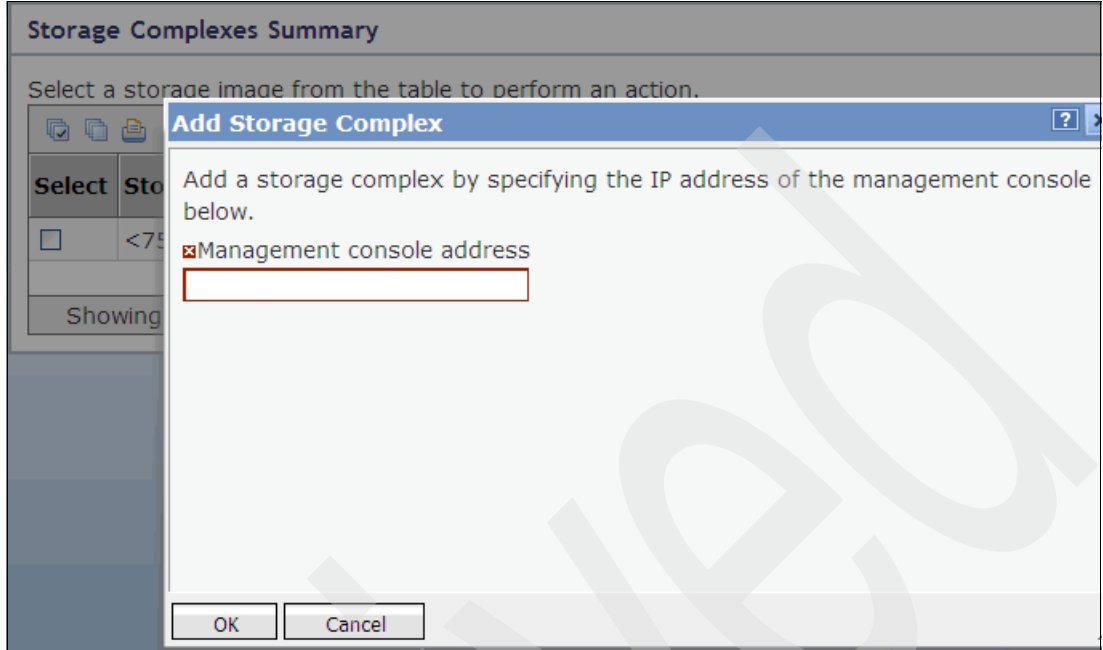 Storage Complexes Summary
Select a storage image from the table to perform an action.
Add Storage Complex
?
Select
Add a storage complex by specifying the IP address of the management console
below.
Management console address
Showing
OK Cancel